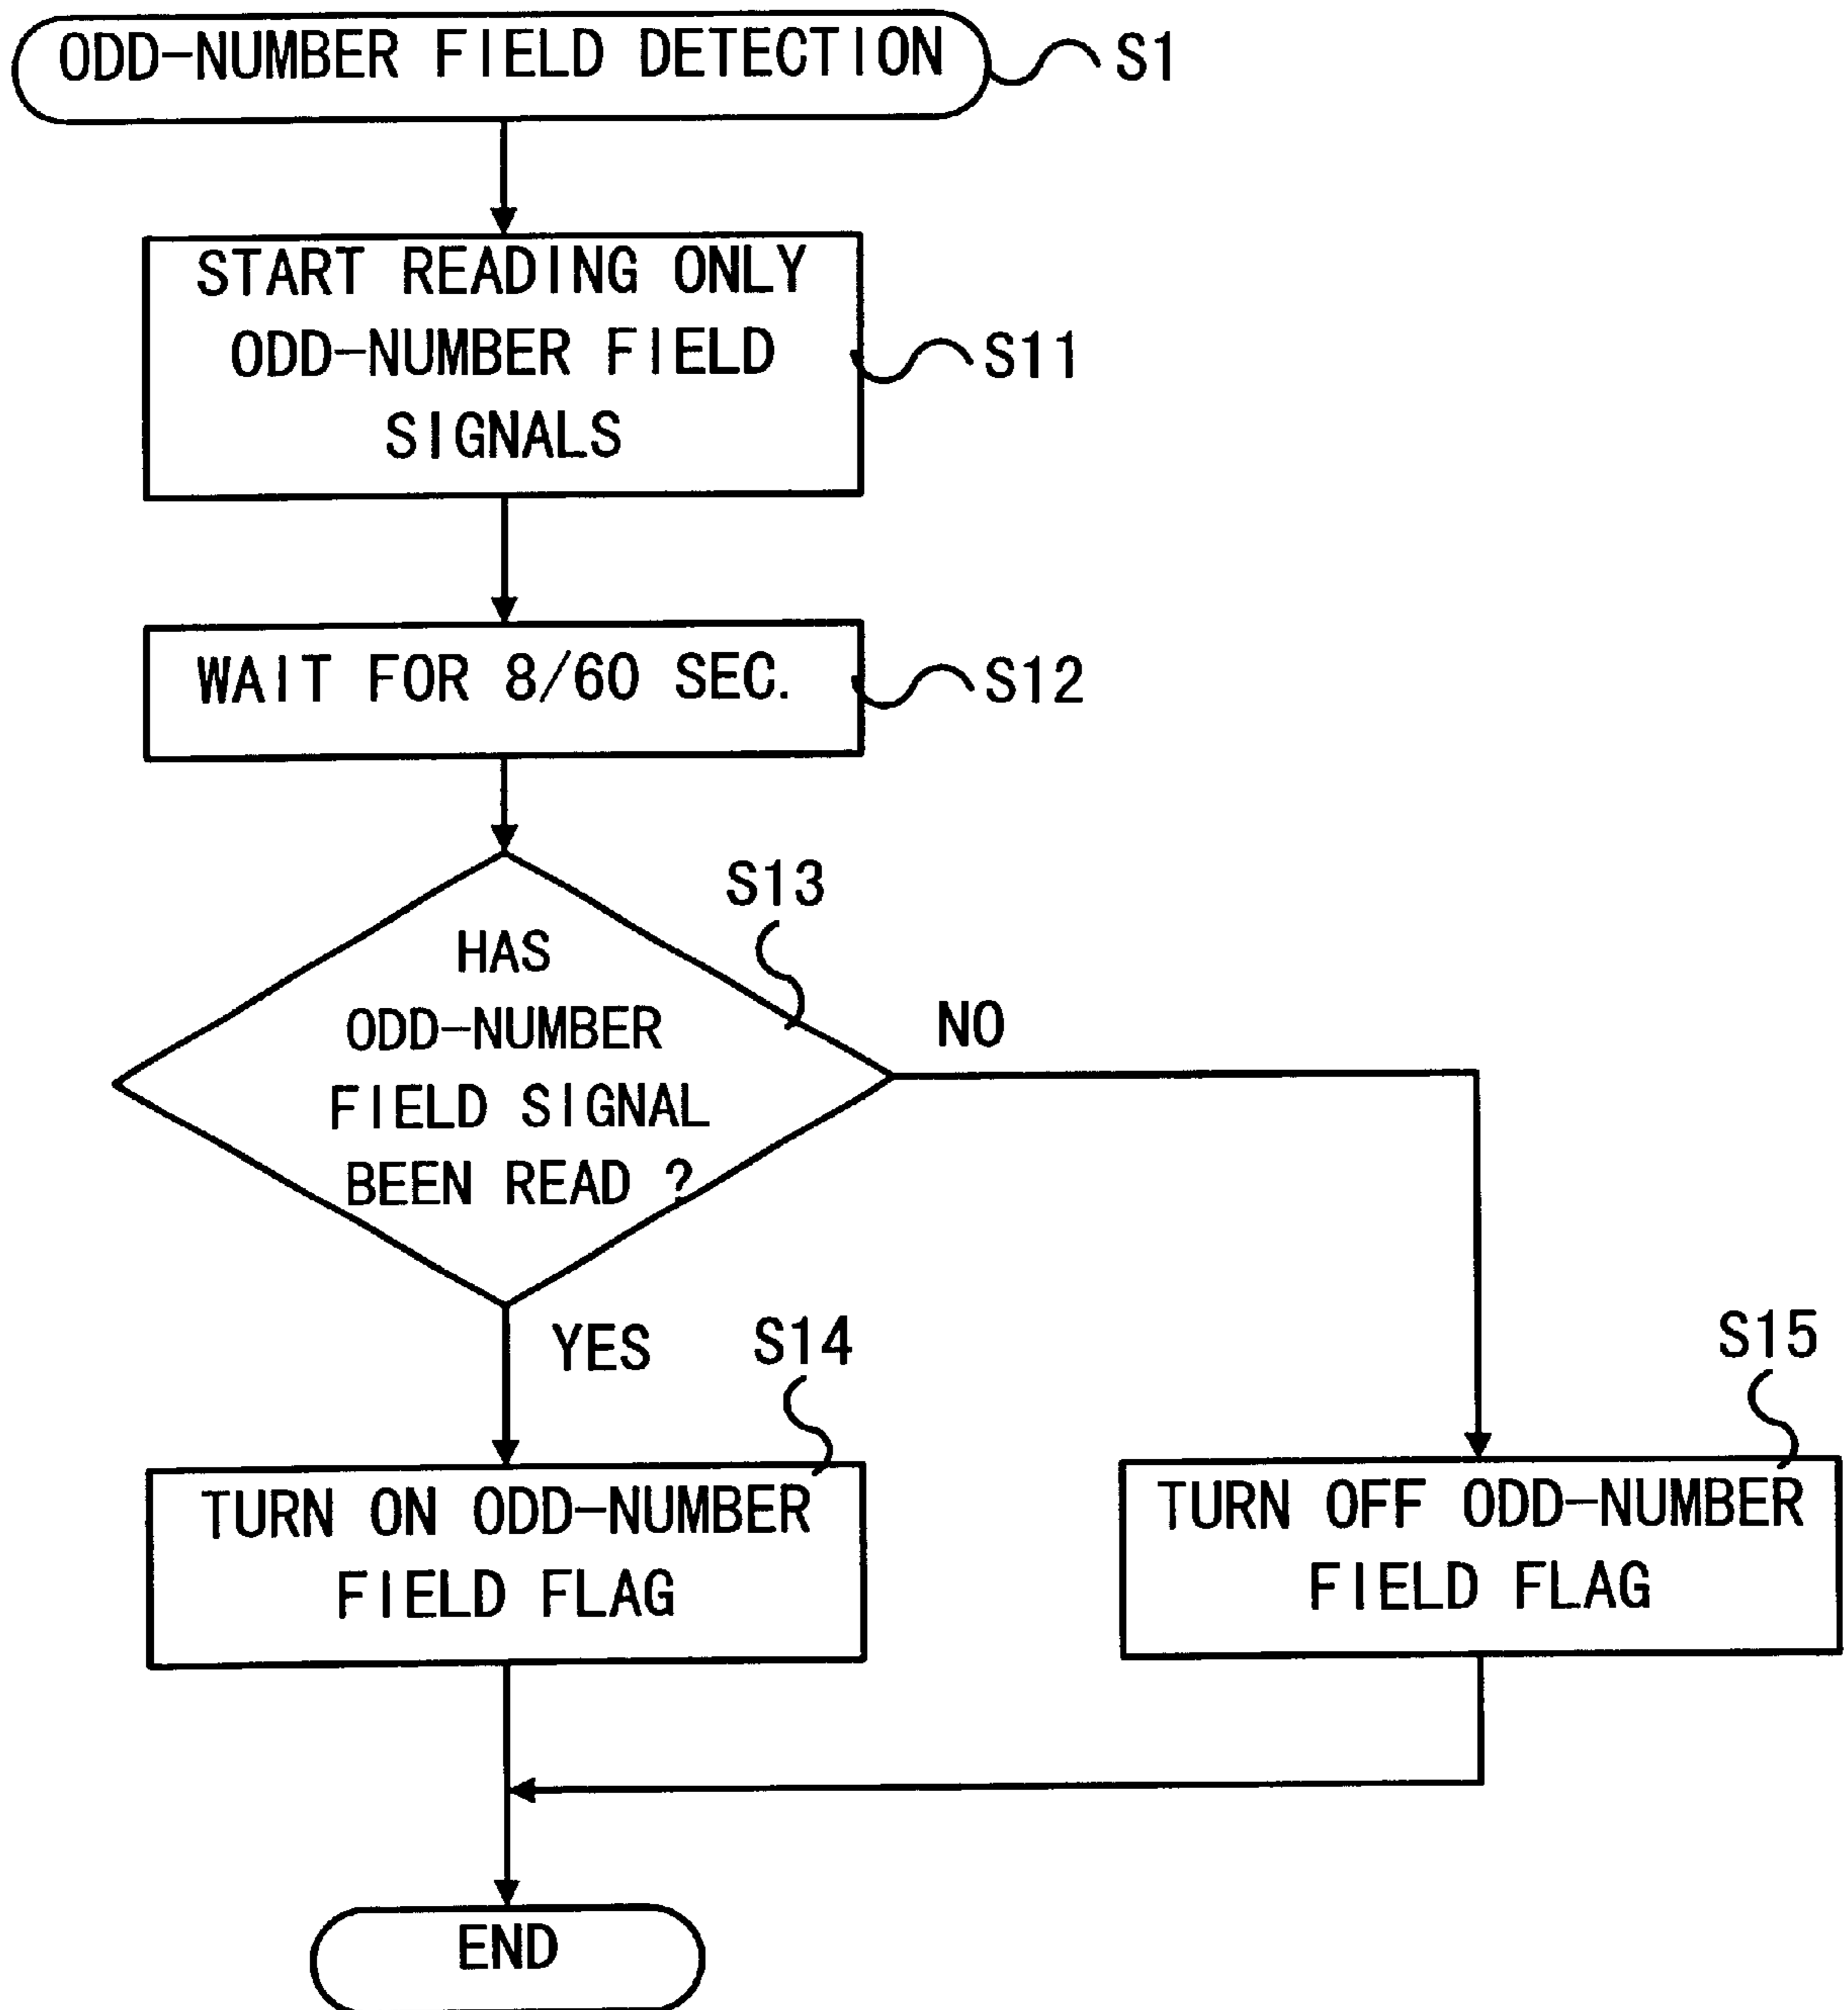 ODD-NUMBER FIELD DETECTION
S1
START READING ONLY
ODD-NUMBER FIELD
SIGNALS
S11
WAIT FOR 8/60 SEC.
S12
S13
HAS
ODD-NUMBER
FIELD SIGNAL
BEEN READ ?
NO
YES
S14
S15
TURN ON ODD-NUMBER
FIELD FLAG
TURN OFF ODD-NUMBER
FIELD FLAG
END